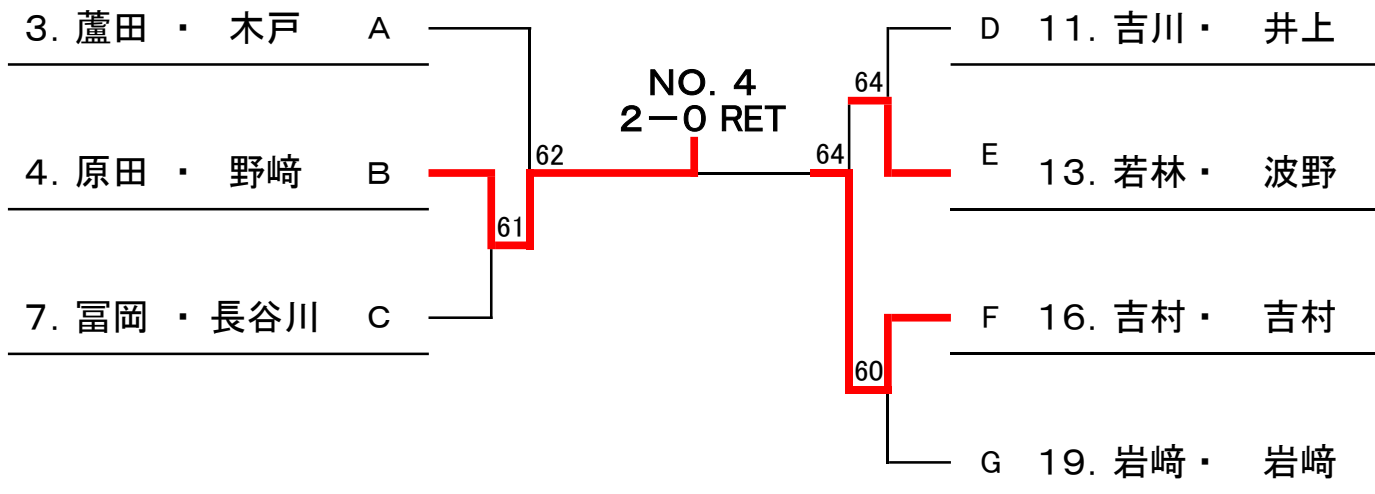 3. 蘆田 ・ 木戸 A
4. 原田 ・ 野﨑 B
7. 冨岡 ・ 長谷川 C
62
61
NO. 4
2－0 RET
64
64
60
D 11. 吉川・ 井上
E 13. 若林・ 波野
F 16. 吉村・ 吉村
G 19. 岩﨑・ 岩﨑